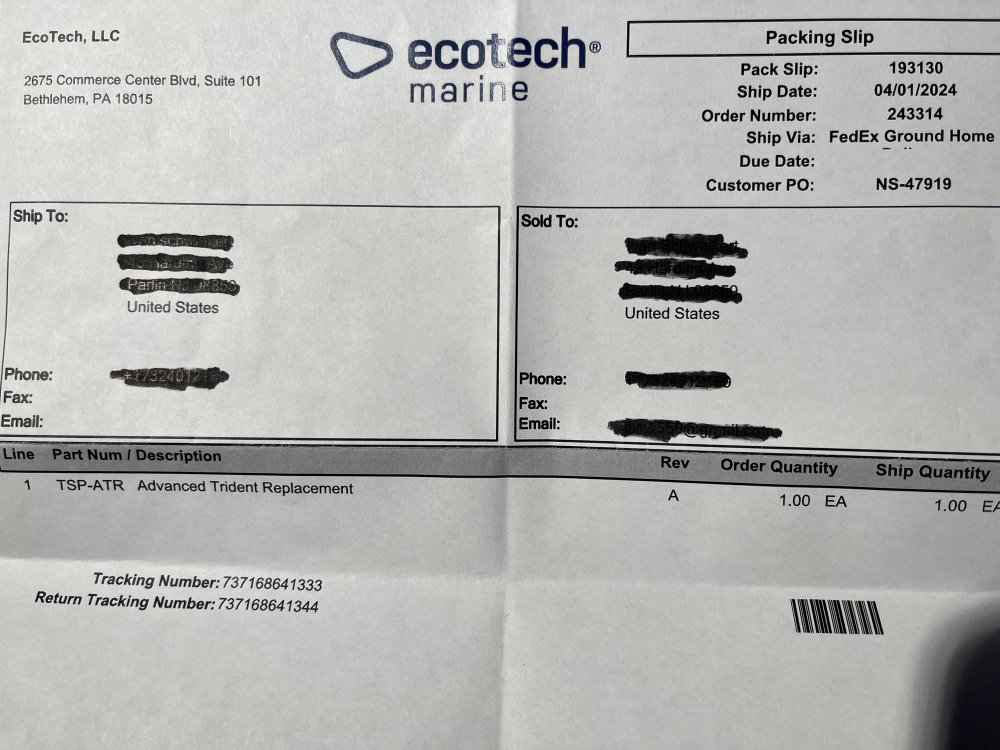 EcoTech, LLC
2675 Commerce Center Blvd, Suite 101
Bethlehem, PA 18015
ecotech®
marine
Packing Slip
Pack Slip: 193130
Ship Date: 04/01/2024
Order Number: 243314
Ship Via: FedEx Ground Home
Due Date:
Customer PO: NS-47919
Ship To:
United States
Phone:
Fax:
Email:
Sold To:
United States
Phone:
Fax:
Email:
Line Part Num / Description Rev Order Quantity Ship Quantity
1 TSP-ATR Advanced Trident Replacement A 1.00 EA 1.00 EA
Tracking Number: 737168641333
Return Tracking Number: 737168641344